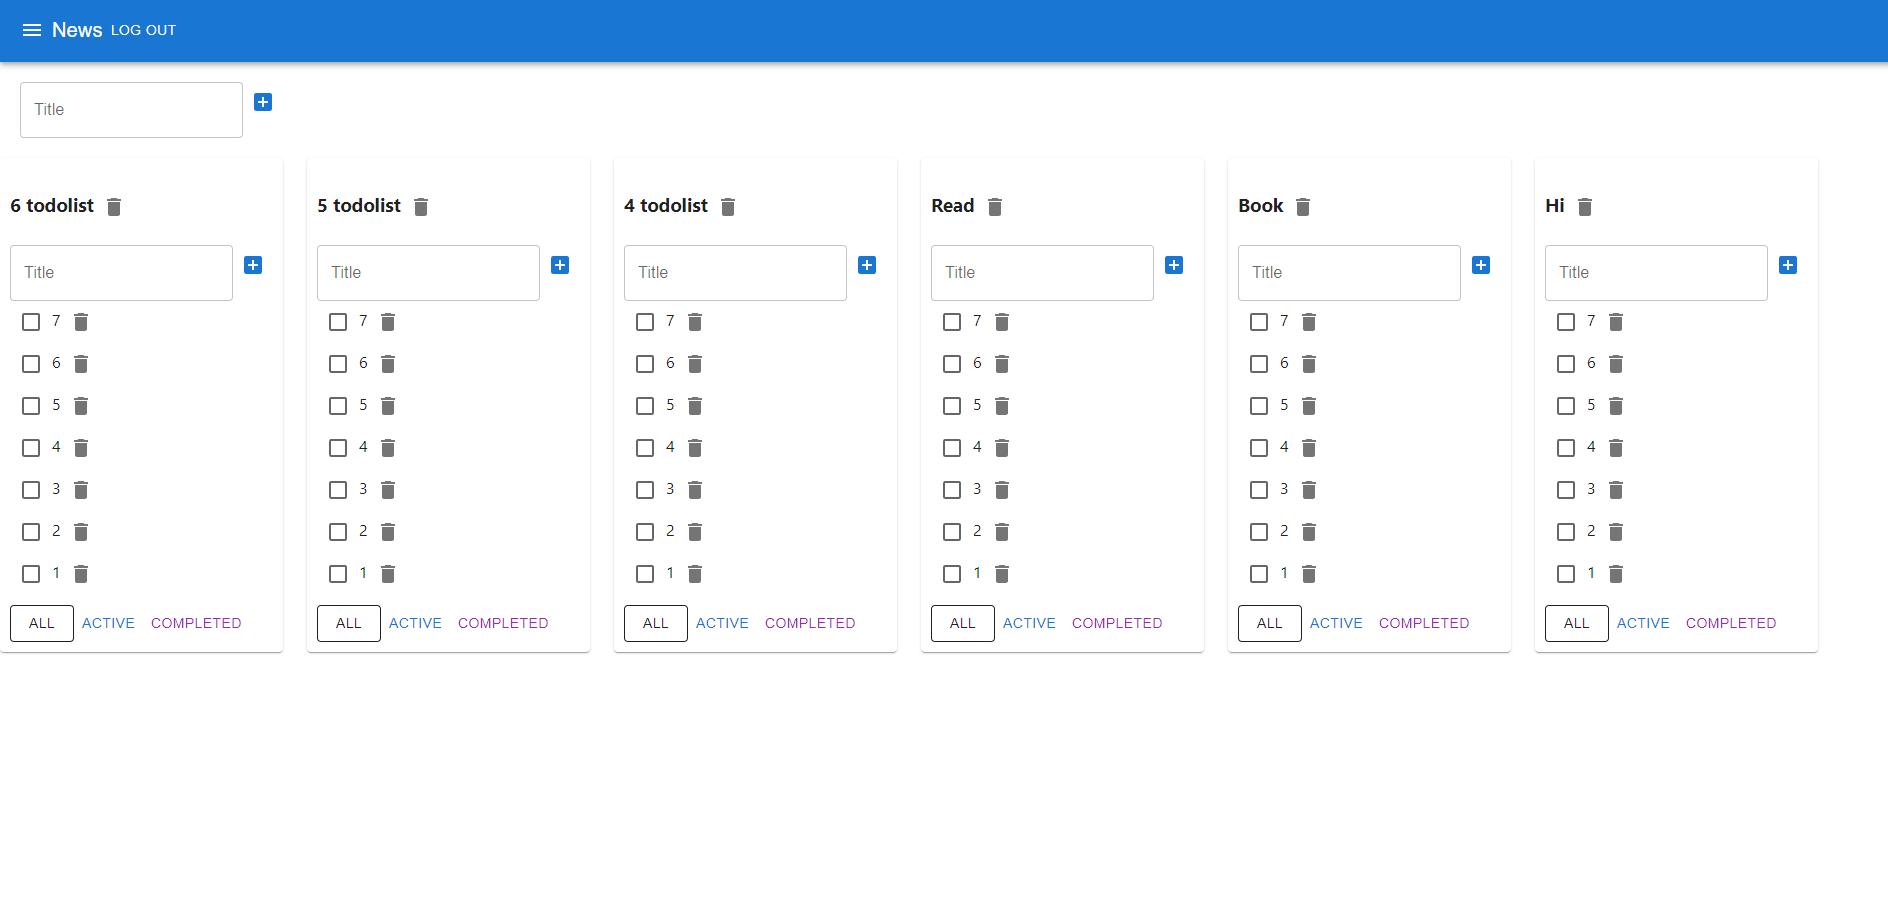 News LOG OUT
Title
6 todolist
Title
7
6
5
4
3
2
1
ALL ACTIVE COMPLETED
5 todolist
Title
7
6
5
4
3
2
1
ALL ACTIVE COMPLETED
4 todolist
Title
7
6
5
4
3
2
1
ALL ACTIVE COMPLETED
Read
Title
7
6
5
4
3
2
1
ALL ACTIVE COMPLETED
Book
Title
7
6
5
4
3
2
1
ALL ACTIVE COMPLETED
Hi
Title
7
6
5
4
3
2
1
ALL ACTIVE COMPLETED